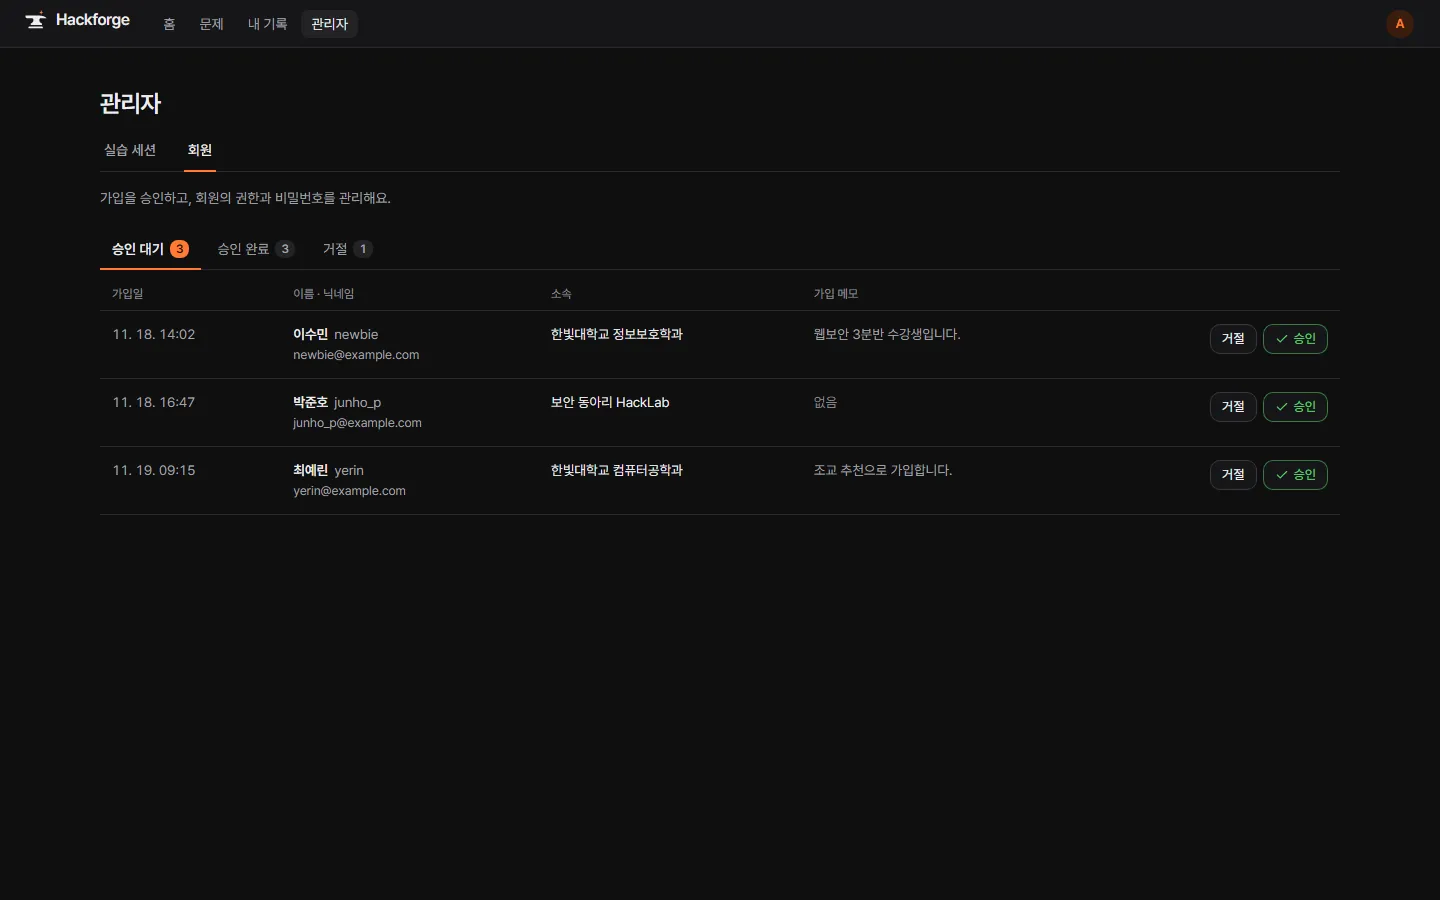 Hackforge 홈 문제 내 기록 관리자 A
관리자
실습 세션 회원
가입을 승인하고, 회원의 권한과 비밀번호를 관리해요.
승인 대기 3 승인 완료 3 거절 1
가입일 이름 · 닉네임 소속 가입 메모
11. 18. 14:02 이수민 newbie 한빛대학교 정보보호학과 웹보안 3분반 수강생입니다. 거절 승인
newbie@example.com
11. 18. 16:47 박준호 junho_p 보안 동아리 HackLab 없음 거절 승인
junho_p@example.com
11. 19. 09:15 최예린 yerin 한빛대학교 컴퓨터공학과 조교 추천으로 가입합니다. 거절 승인
yerin@example.com